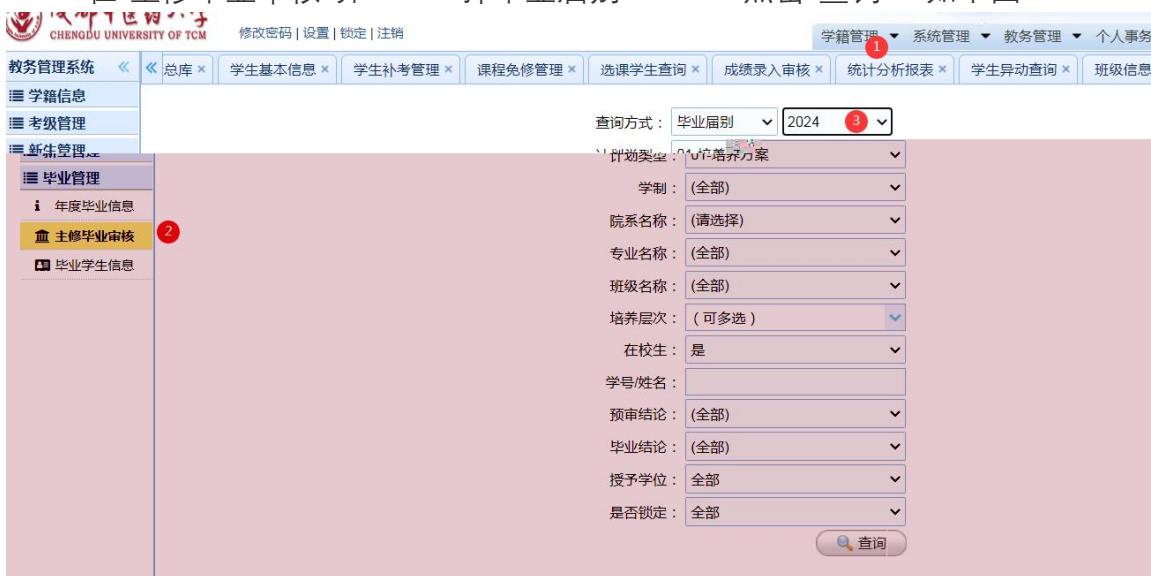 CHENGDU UNIVERSITY OF TCM
修改密码 | 设置 | 锁定 | 注销
学籍管理 系统管理 教务管理 个人事务
1
教务管理系统
总库 × 学生基本信息 × 学生补考管理 × 课程免修管理 × 选课学生查询 × 成绩录入审核 × 统计分析报表 × 学生异动查询 × 班级信息
学籍信息
考级管理
查询方式： 毕业届别 2024 3
培养方案
毕业管理
学制： (全部)
年度毕业信息
院系名称： (请选择)
主修毕业审核 2
专业名称： (全部)
毕业学生信息
班级名称： (全部)
培养层次： (可多选)
在校生： 是
学号/姓名：
预审结论： (全部)
毕业结论： (全部)
授予学位： 全部
是否锁定： 全部
查询